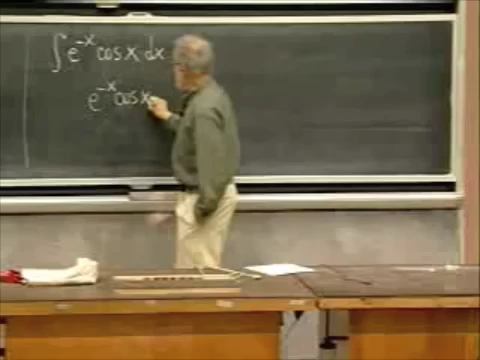 ∫ e^{-x} cos x dx
e^{-x} cos x